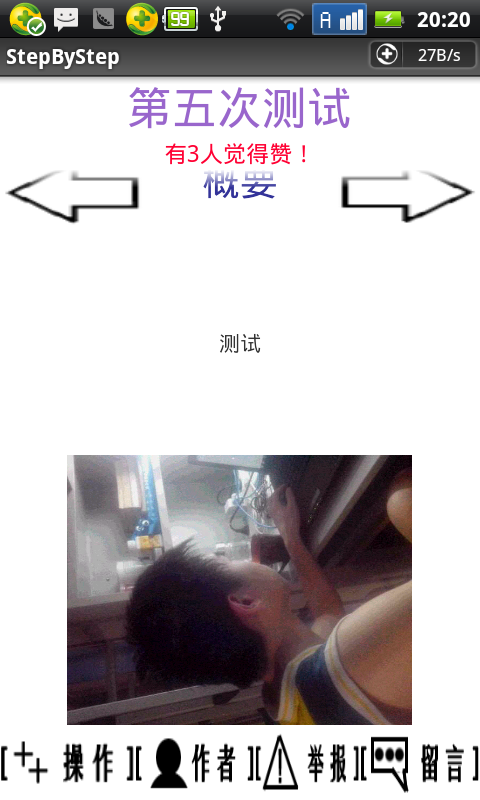 99 A 20:20
StepByStep 27B/s
第五次测试
有3人觉得赞！
概要
测试
[ 操作 ][ 作者 ][ 举报 ][ 留言 ]